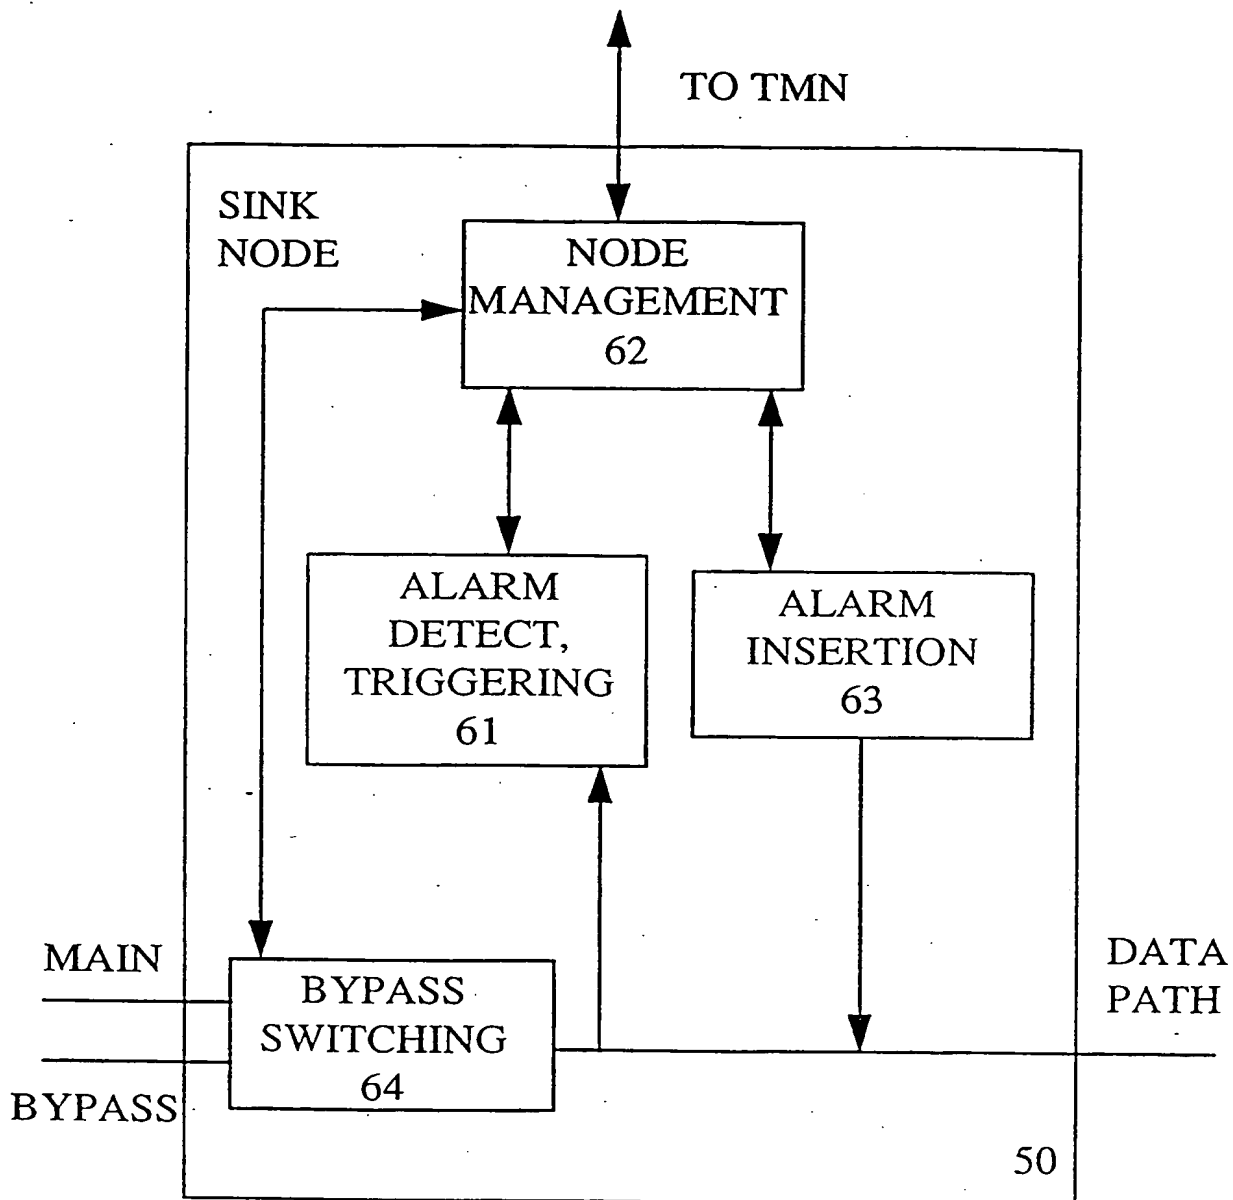 TO TMN
SINK
NODE
NODE
MANAGEMENT
62
ALARM
DETECT,
TRIGGERING
61
ALARM
INSERTION
63
MAIN
BYPASS
SWITCHING
64
BYPASS
DATA
PATH
50